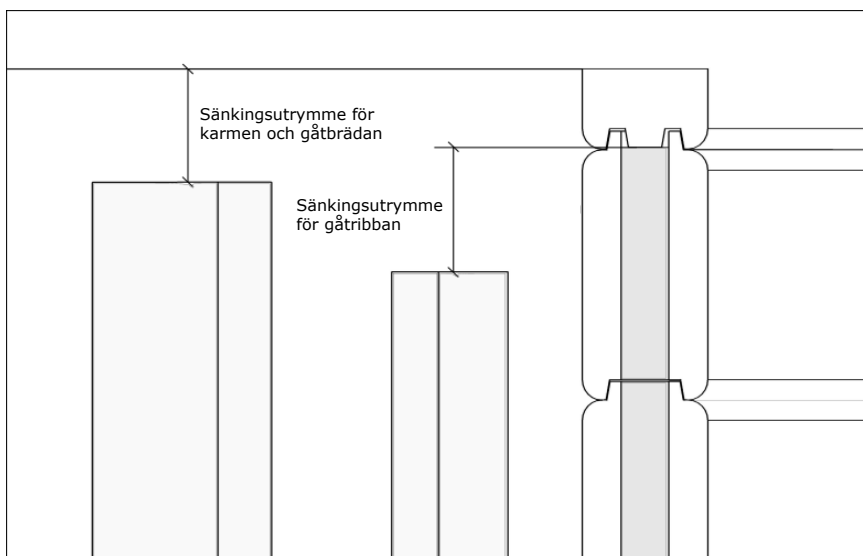 Sänkingsutrymme för
karmen och gåtbrädan
Sänkingsutrymme
för gåtribban